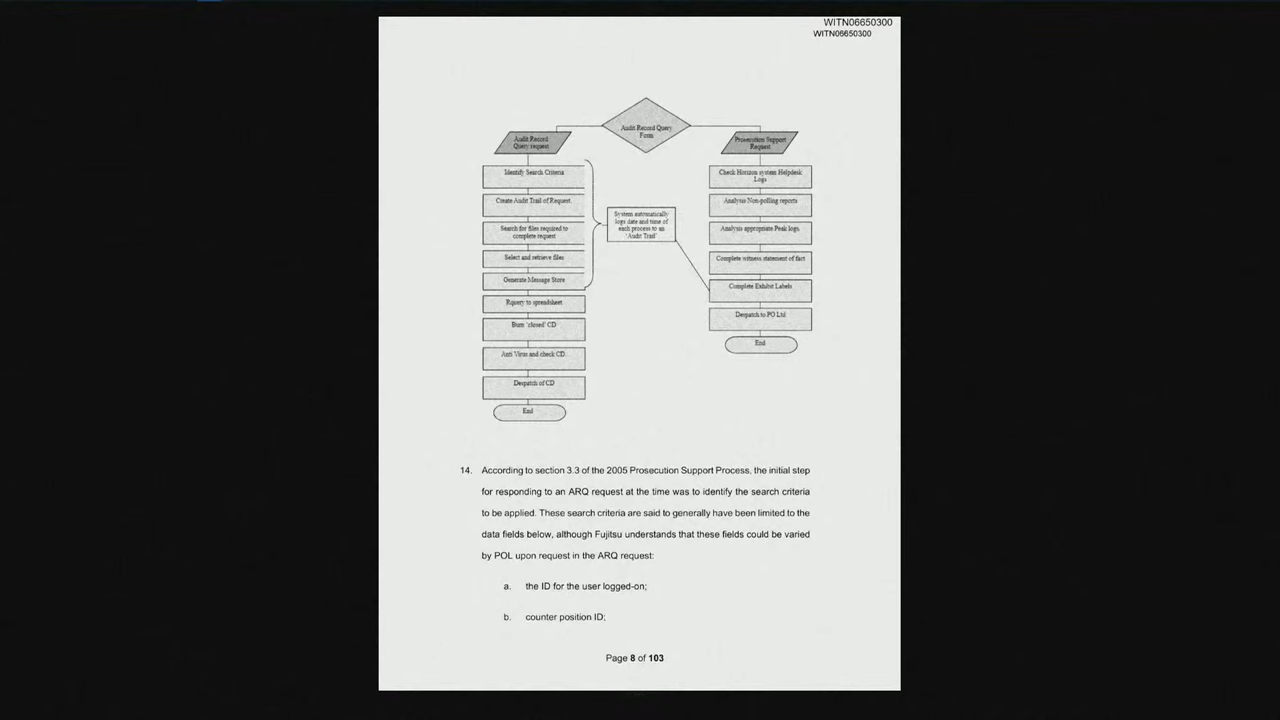 WITN06650300
WITN06650300
Audit Record Query
Form
Audit Record
Query request
Prosecution Support
Request
Identify Search Criteria
Create Audit Trail of Request.
Search for files required to
complete request
Select and retrieve files
Generate Message Store
Rquery to spreadsheet
Burn 'closed' CD
Anti Virus and check CD.
Despatch of CD
End
System automatically
logs date and time of
each process to an
'Audit Trail'
Check Horizon system Helpdesk
Logs
Analysis Non-polling reports
Analysis appropriate Peak logs
Complete witness statement of fact
Complete Exhibit Labels
Despatch to PO Ltd
End
14. According to section 3.3 of the 2005 Prosecution Support Process, the initial step
for responding to an ARQ request at the time was to identify the search criteria
to be applied. These search criteria are said to generally have been limited to the
data fields below, although Fujitsu understands that these fields could be varied
by POL upon request in the ARQ request:
a. the ID for the user logged-on;
b. counter position ID;
Page 8 of 103